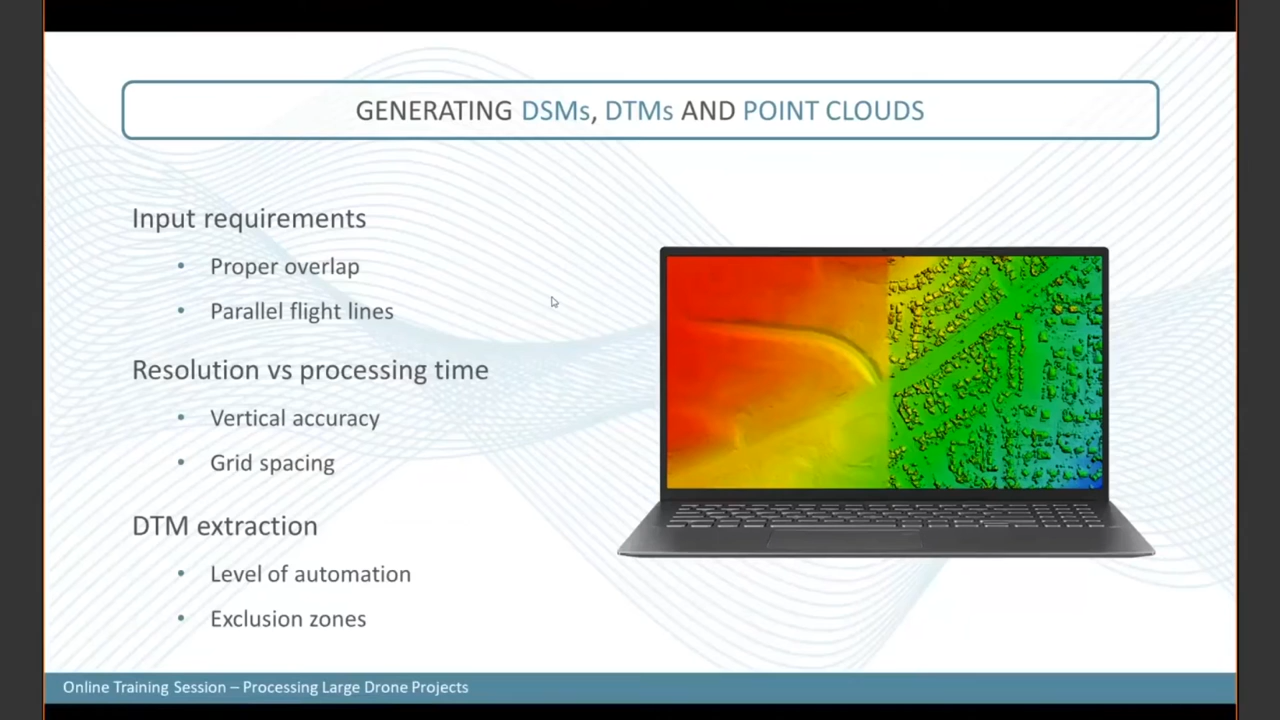 GENERATING DSMs, DTMs AND POINT CLOUDS
Input requirements
• Proper overlap
• Parallel flight lines
Resolution vs processing time
• Vertical accuracy
• Grid spacing
DTM extraction
• Level of automation
• Exclusion zones
Online Training Session – Processing Large Drone Projects